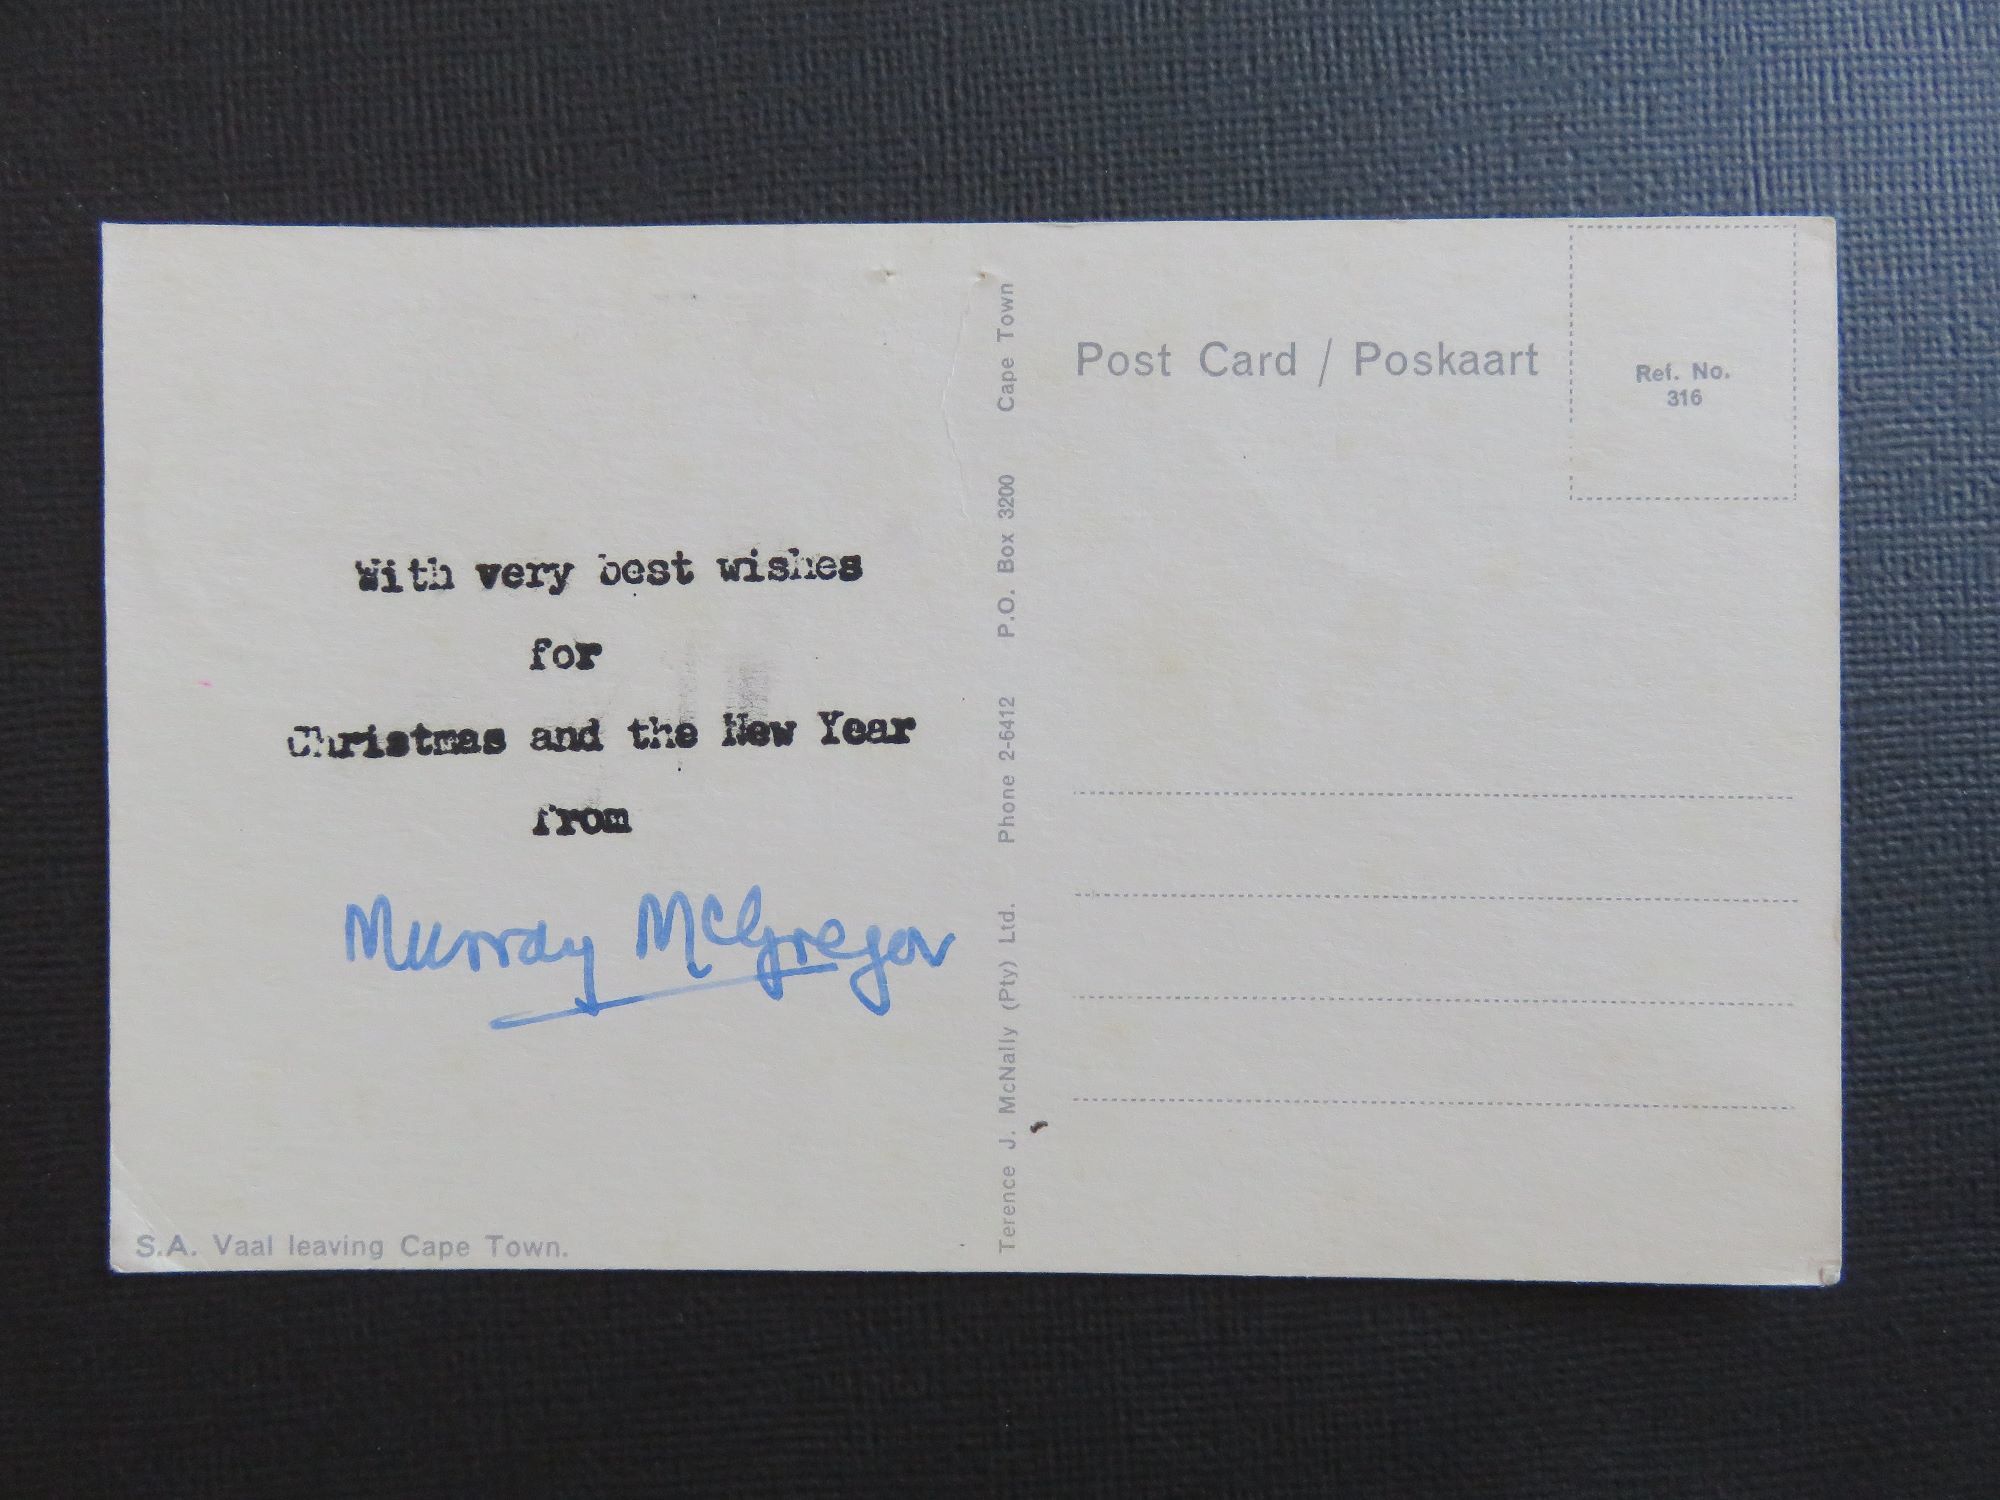 With very best wishes
for
Christmas and the New Year
from
Murray McGregor
S.A. Vaal leaving Cape Town.
Terence J. McNally (Pty) Ltd. Phone 2-6412 P.O. Box 3200 Cape Town
Post Card / Poskaart
Ref. No.
316